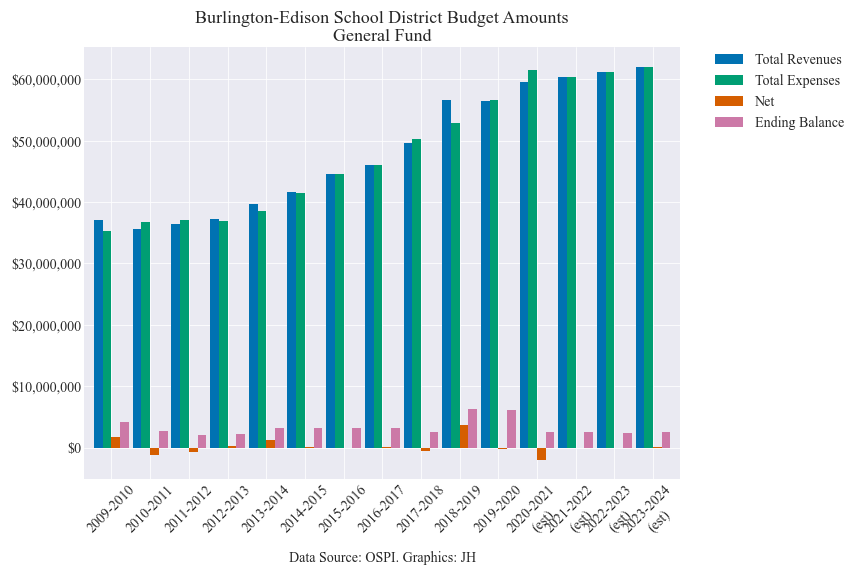 Burlington-Edison School District Budget Amounts
General Fund
Total Revenues
Total Expenses
Net
Ending Balance
$60,000,000
$50,000,000
$40,000,000
$30,000,000
$20,000,000
$10,000,000
$0
2009-2010
2010-2011
2011-2012
2012-2013
2013-2014
2014-2015
2015-2016
2016-2017
2017-2018
2018-2019
2019-2020
2020-2021
(est)
2021-2022
(est)
2022-2023
(est)
2023-2024
(est)
Data Source: OSPI. Graphics: JH